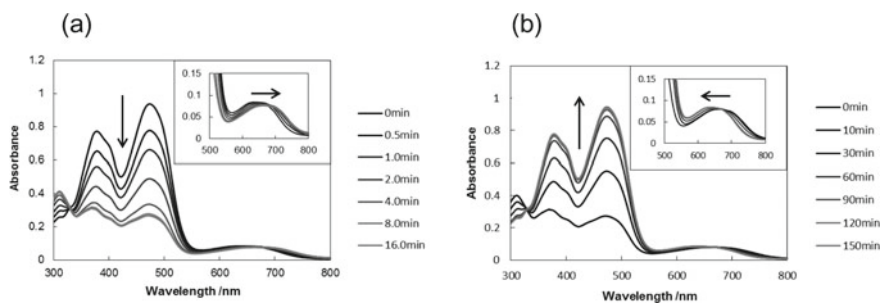 (a)
1.2
1
0.8
0.6
0.4
0.2
0
Absorbance
300 400 500 600 700 800
Wavelength /nm
0.15
0.1
0.05
0
500 600 700 800
0min
0.5min
1.0min
2.0min
4.0min
8.0min
16.0min
(b)
1.2
1
0.8
0.6
0.4
0.2
0
Absorbance
300 400 500 600 700 800
Wavelength /nm
0.15
0.1
0.05
0
500 600 700 800
0min
10min
30min
60min
90min
120min
150min